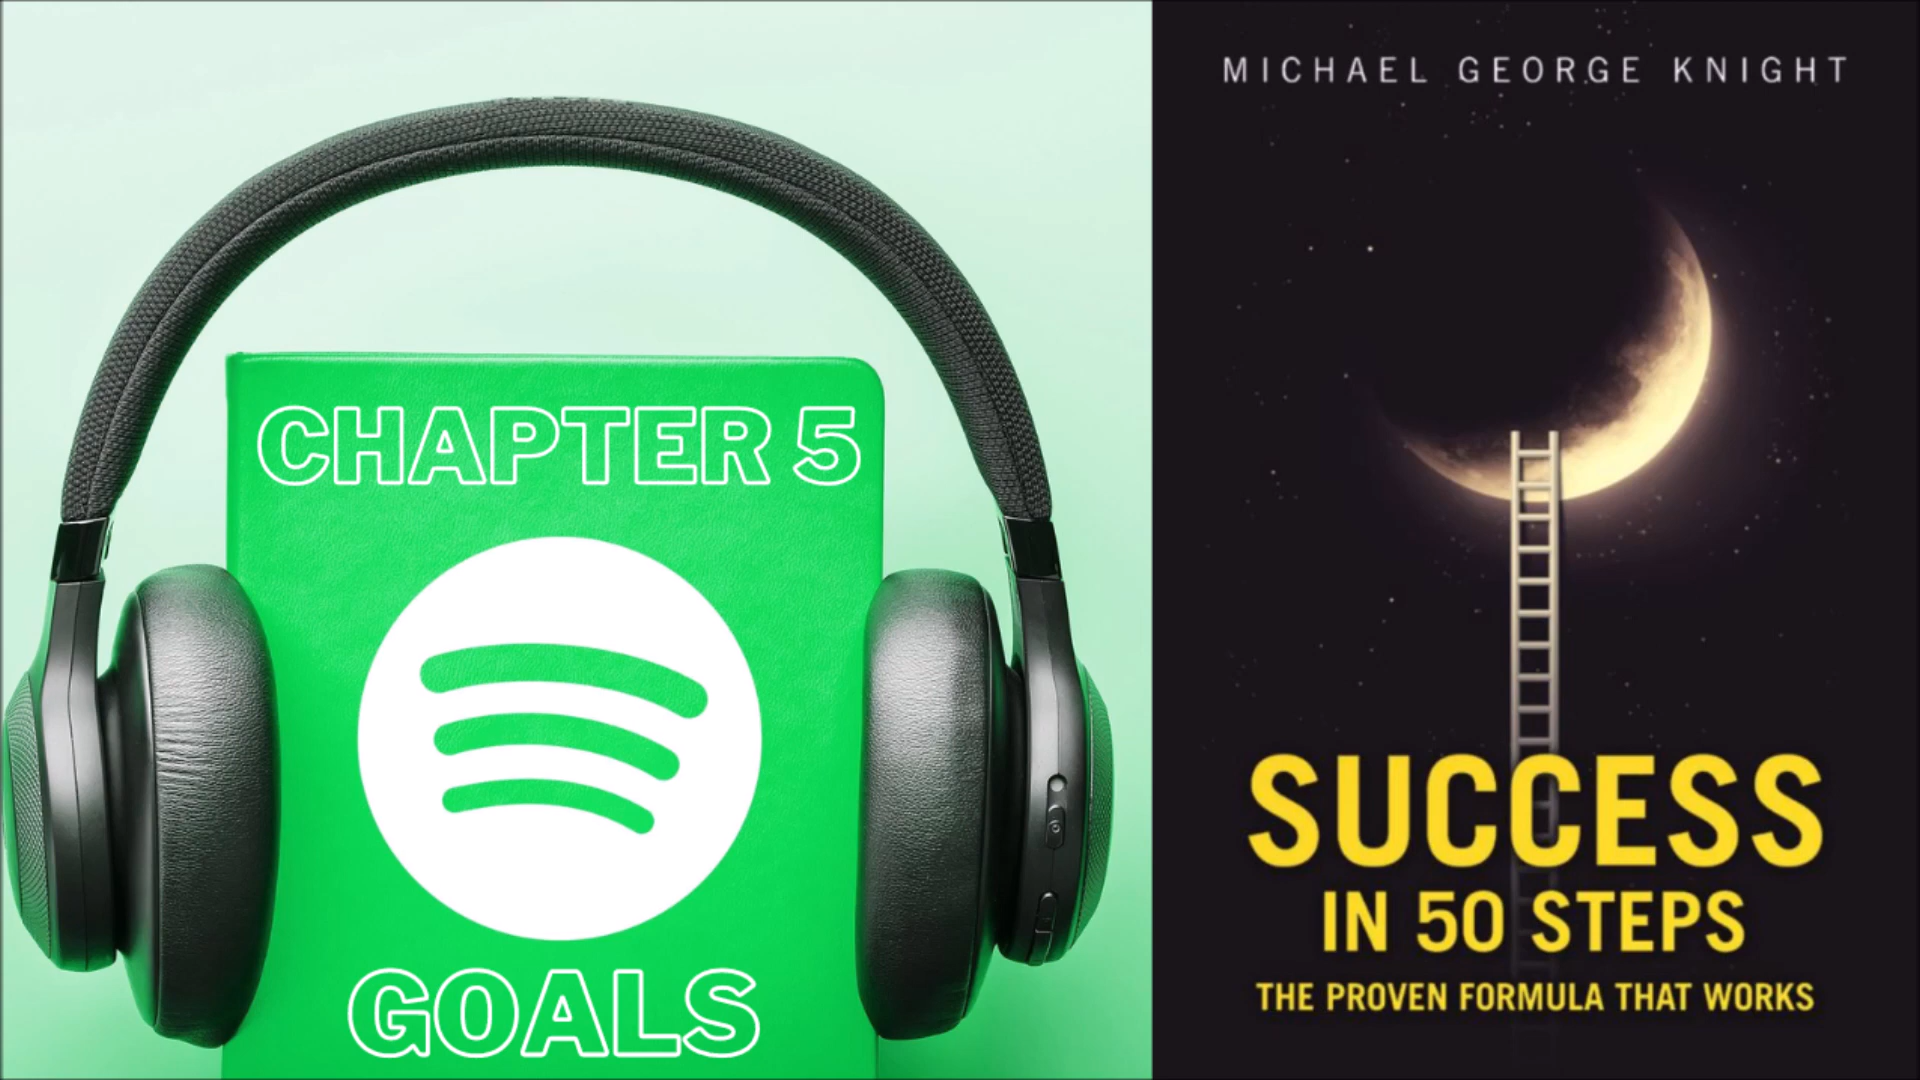 CHAPTER 5
GOALS
MICHAEL GEORGE KNIGHT
SUCCESS
IN 50 STEPS
THE PROVEN FORMULA THAT WORKS